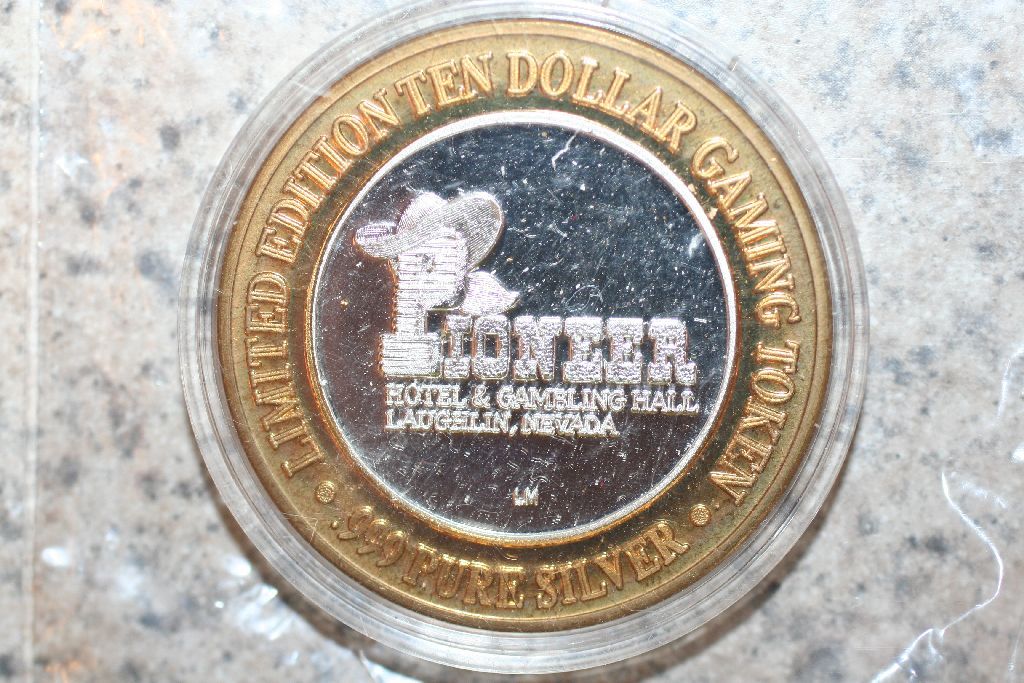 LIMITED EDITION TEN DOLLAR GAMING TOKEN
PIONEER
HOTEL & GAMBLING HALL
LAUGHLIN, NEVADA
LM
.999 PURE SILVER